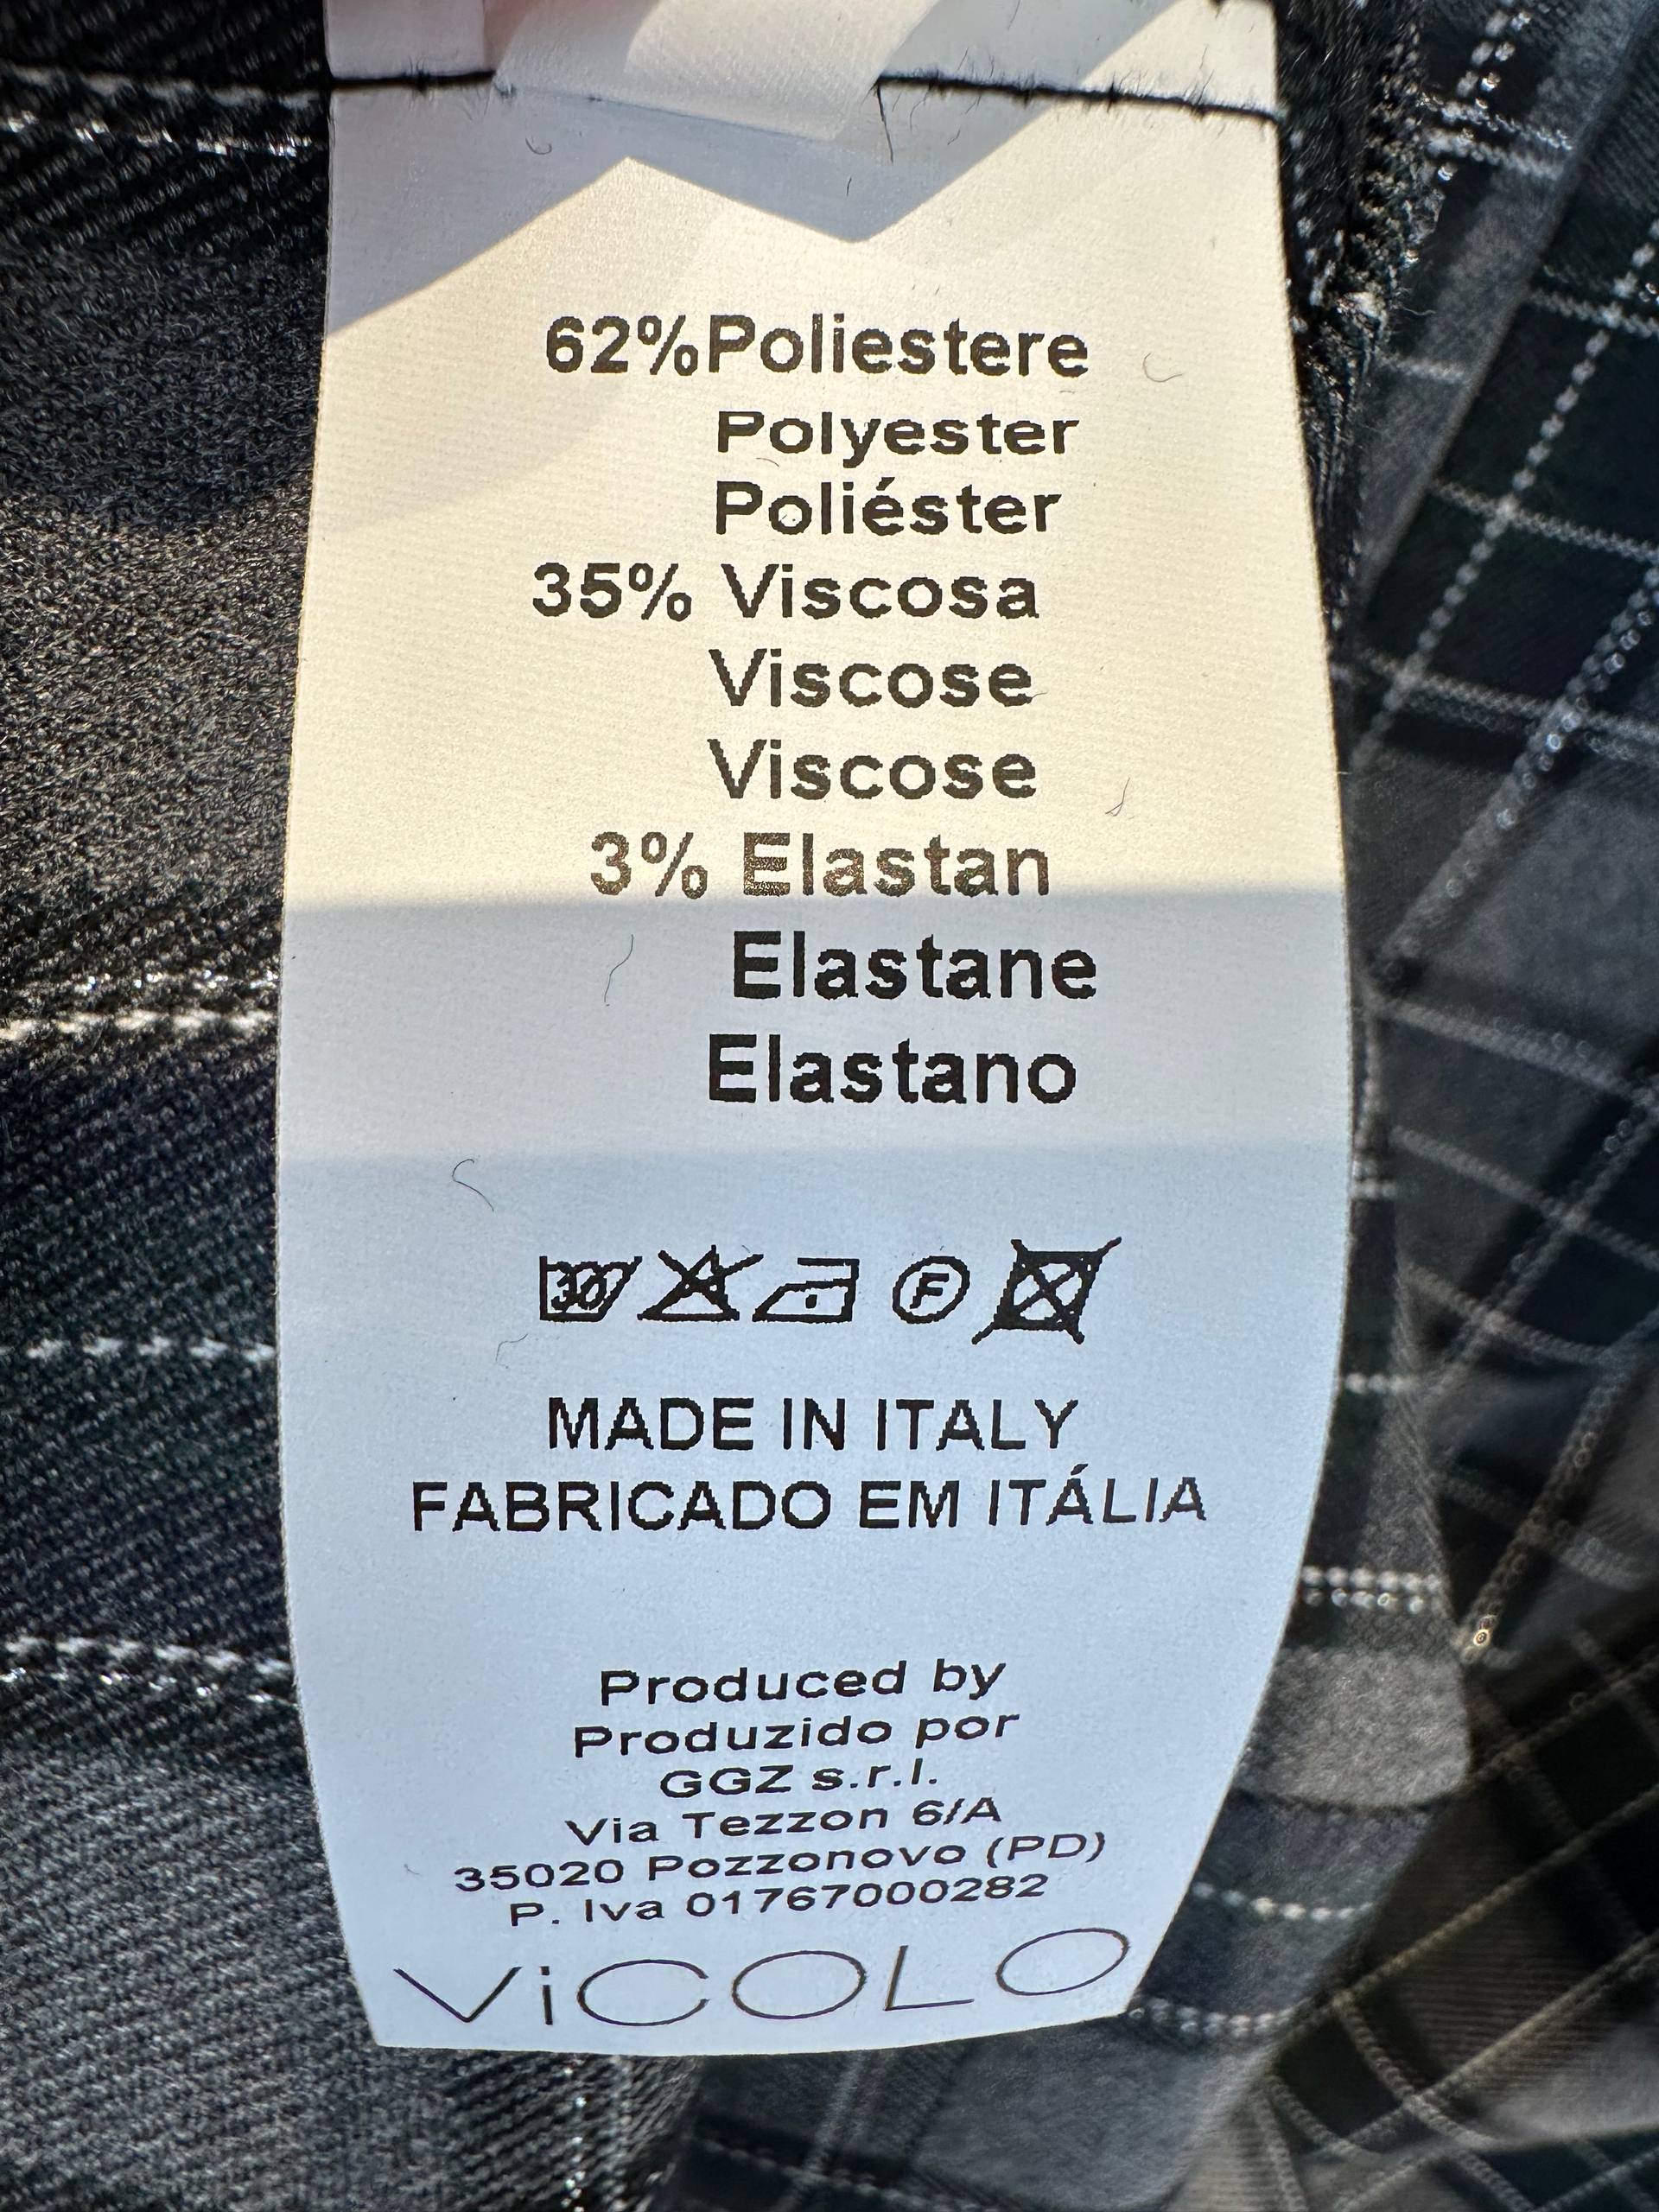 62%Poliestere
Polyester
Poliéster
35% Viscosa
Viscose
Viscose
3% Elastan
Elastane
Elastano
30 F
MADE IN ITALY
FABRICADO EM ITÁLIA
Produced by
Produzido por
GGZ s.r.l.
Via Tezzon 6/A
35020 Pozzonovo (PD)
P. Iva 01767000282
ViCOLO